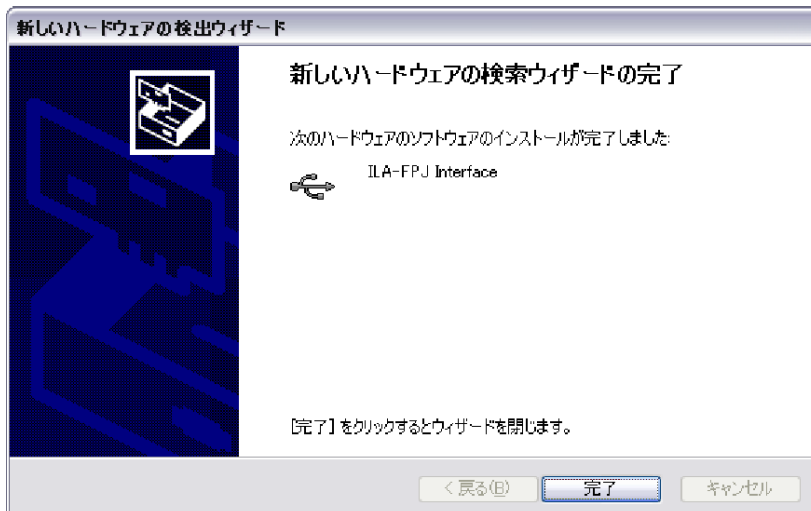 新しいハードウェアの検出ウィザード
新しいハードウェアの検索ウィザードの完了
次のハードウェアのソフトウェアのインストールが完了しました:
ILA-FPJ Interface
[完了] をクリックするとウィザードを閉じます。
< 戻る(B)
完了
キャンセル